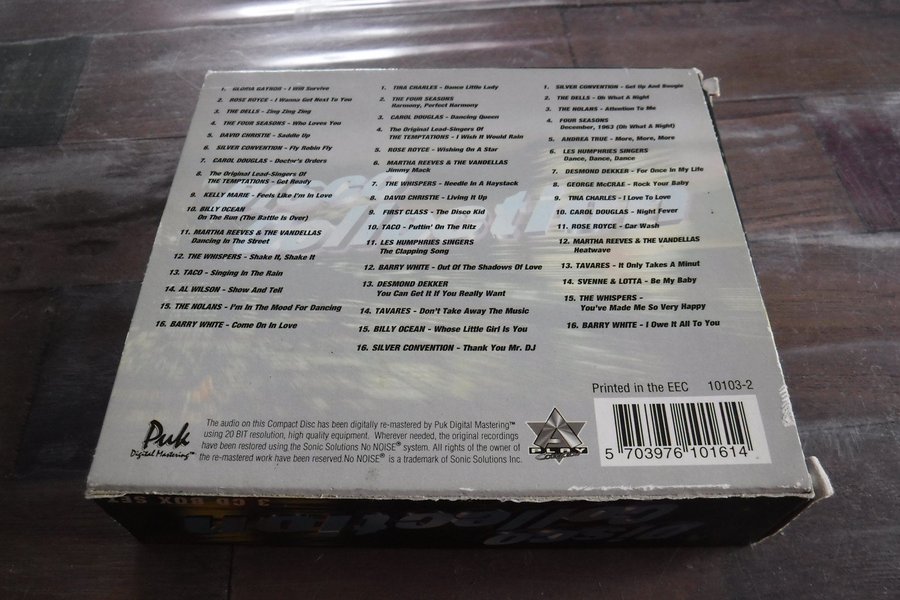 1. GLORIA GAYNOR - I Will Survive
2. ROSE ROYCE - I Wanna Get Next To You
3. THE DELLS - Zing Zing Zing
4. THE FOUR SEASONS - Who Loves You
5. DAVID CHRISTIE - Saddle Up
6. SILVER CONVENTION - Fly Robin Fly
7. CAROL DOUGLAS - Doctor's Orders
8. The Original Lead-Singers Of
THE TEMPTATIONS - Get Ready
9. KELLY MARIE - Feels Like I'm In Love
10. BILLY OCEAN
On The Run (The Battle Is Over)
11. MARTHA REEVES & THE VANDELLAS
Dancing In The Street
12. THE WHISPERS - Shake It, Shake It
13. TACO - Singing In The Rain
14. AL WILSON - Show And Tell
15. THE NOLANS - I'm In The Mood For Dancing
16. BARRY WHITE - Come On In Love
1. TINA CHARLES - Dance Little Lady
2. THE FOUR SEASONS
Harmony, Perfect Harmony
3. CAROL DOUGLAS - Dancing Queen
4. The Original Lead-Singers Of
THE TEMPTATIONS - I Wish It Would Rain
5. ROSE ROYCE - Wishing On A Star
6. MARTHA REEVES & THE VANDELLAS
Jimmy Mack
7. THE WHISPERS - Needle In A Haystack
8. DAVID CHRISTIE - Living It Up
9. FIRST CLASS - The Disco Kid
10. TACO - Puttin' On The Ritz
11. LES HUMPHRIES SINGERS
The Clapping Song
12. BARRY WHITE - Out Of The Shadows Of Love
13. DESMOND DEKKER
You Can Get It If You Really Want
14. TAVARES - Don't Take Away The Music
15. BILLY OCEAN - Whose Little Girl Is You
16. SILVER CONVENTION - Thank You Mr. DJ
1. SILVER CONVENTION - Get Up And Boogie
2. THE DELLS - Oh What A Night
3. THE NOLANS - Attention To Me
4. FOUR SEASONS
December, 1963 (Oh What A Night)
5. ANDREA TRUE - More, More, More
6. LES HUMPHRIES SINGERS
Dance, Dance, Dance
7. DESMOND DEKKER - For Once In My Life
8. GEORGE McCRAE - Rock Your Baby
9. TINA CHARLES - I Love To Love
10. CAROL DOUGLAS - Night Fever
11. ROSE ROYCE - Car Wash
12. MARTHA REEVES & THE VANDELLAS
Heatwave
13. TAVARES - It Only Takes A Minut
14. SVENNE & LOTTA - Be My Baby
15. THE WHISPERS -
You've Made Me So Very Happy
16. BARRY WHITE - I Owe It All To You
Printed in the EEC 10103-2
Puk
Digital Mastering™
The audio on this Compact Disc has been digitally re-mastered by Puk Digital Mastering™
using 20 BIT resolution, high quality equipment. Wherever needed, the original recordings
have been restored using the Sonic Solutions No NOISE® system. All rights of the owner of
the re-mastered work have been reserved.No NOISE® is a trademark of Sonic Solutions Inc.
A
PLAY
5 703976 101614
3 CD BOX SET
Disco
Collection